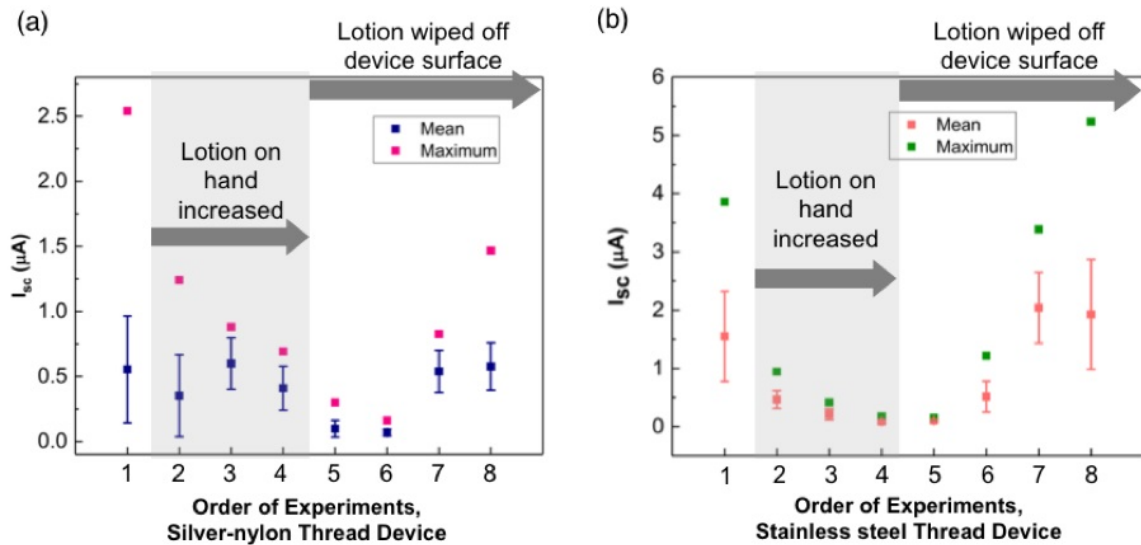 (a)
Lotion wiped off
device surface
Mean
Maximum
Lotion on
hand
increased
2.5
2.0
1.5
1.0
0.5
0.0
Isc (μA)
1 2 3 4 5 6 7 8
Order of Experiments,
Silver-nylon Thread Device
(b)
Lotion wiped off
device surface
Mean
Maximum
Lotion on
hand
increased
6
5
4
3
2
1
0
Isc (μA)
1 2 3 4 5 6 7 8
Order of Experiments,
Stainless steel Thread Device